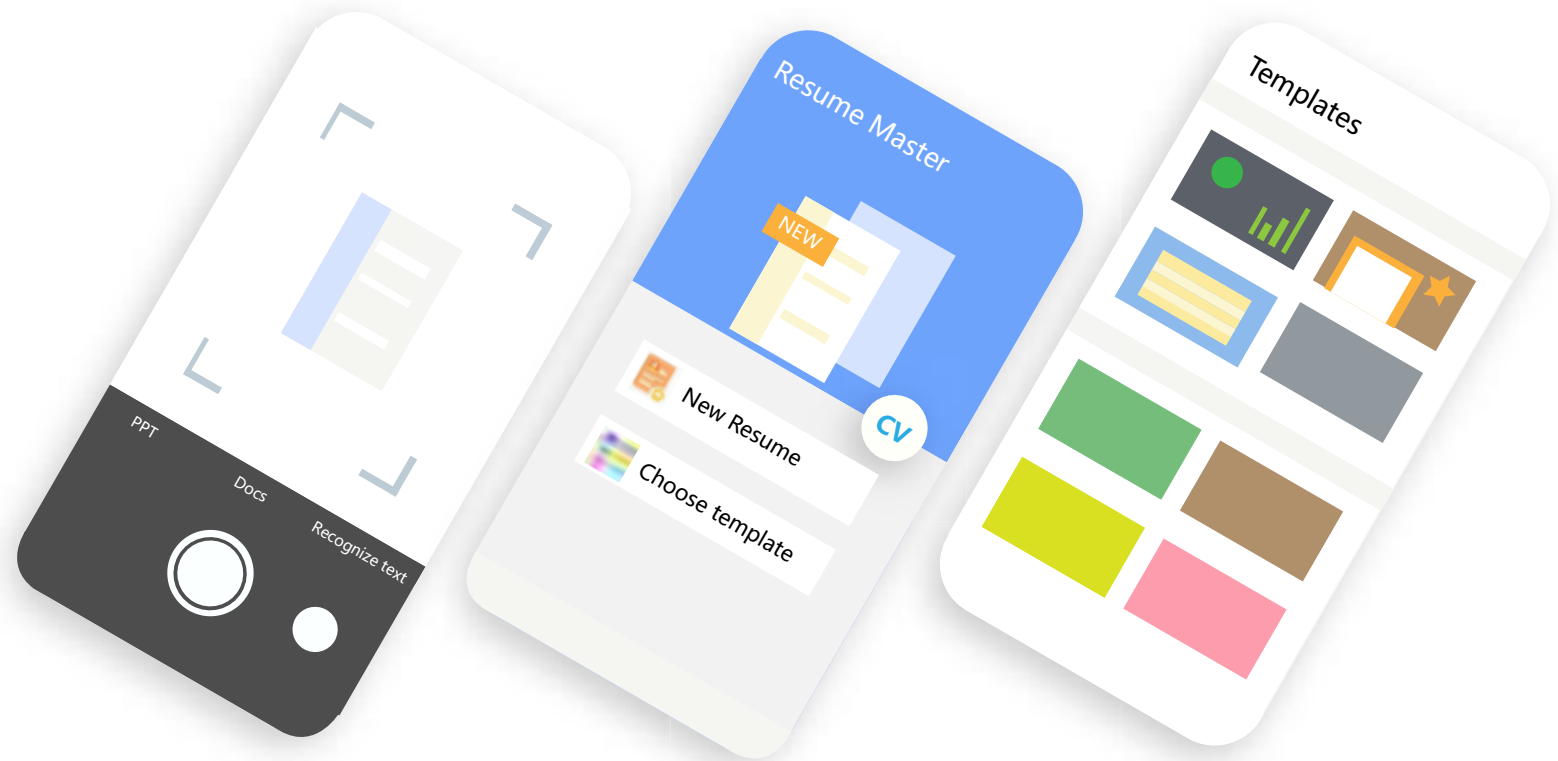 PPT
Docs
Recognize text
Resume Master
NEW
CV
New Resume
Choose template
Templates